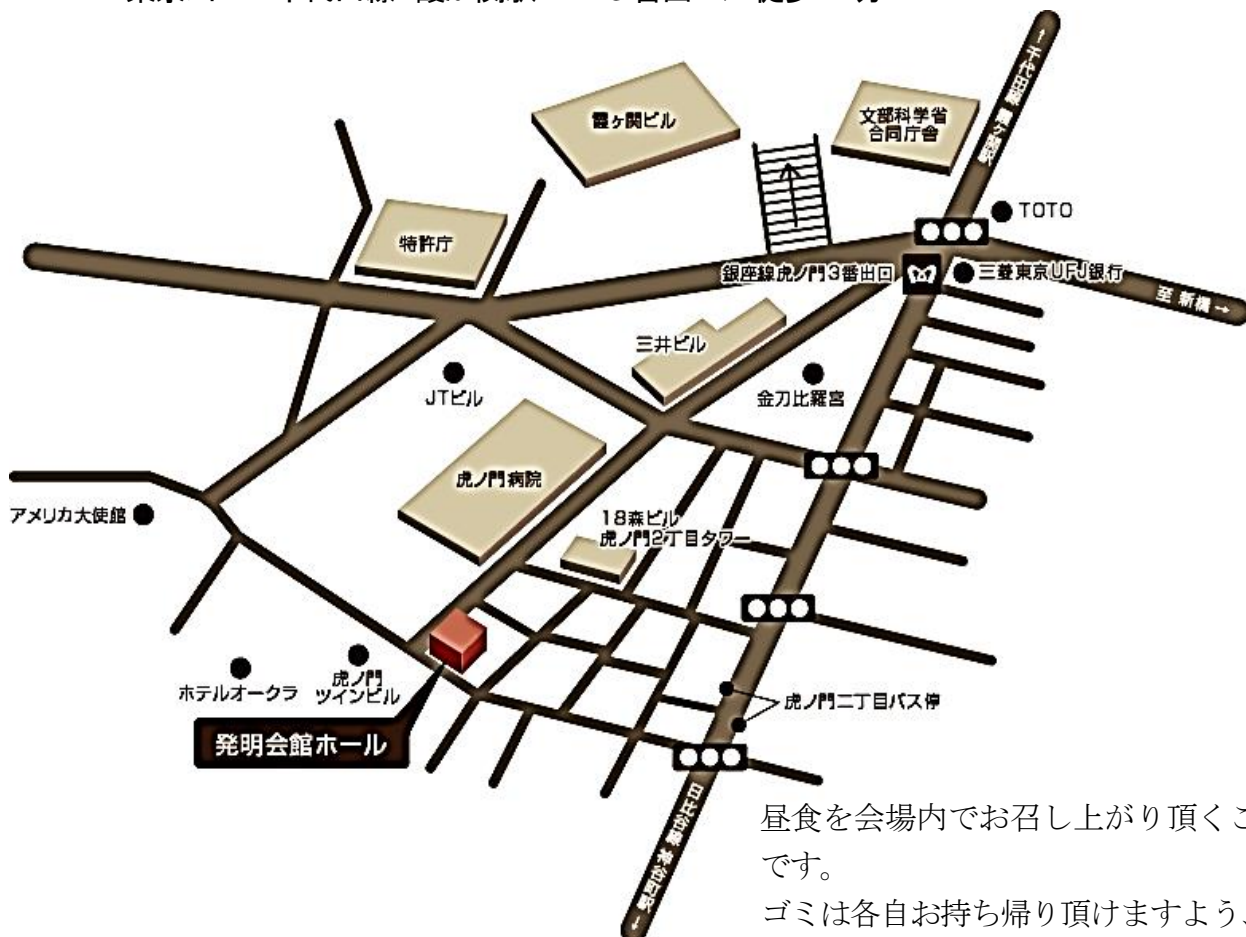 ↑千代田線 霞ヶ関駅
霞ヶ関ビル
文部科学省
合同庁舎
TOTO
特許庁
銀座線虎ノ門3番出口
三菱東京UFJ銀行
至 新橋→
三井ビル
JTビル
金刀比羅宮
虎ノ門病院
アメリカ大使館
18森ビル
虎ノ門2丁目タワー
ホテルオークラ
虎ノ門
ツインビル
虎ノ門二丁目バス停
発明会館ホール
日比谷線 神谷町駅↓
昼食を会場内でお召し上がり頂くこ
です。
ゴミは各自お持ち帰り頂けますよう、